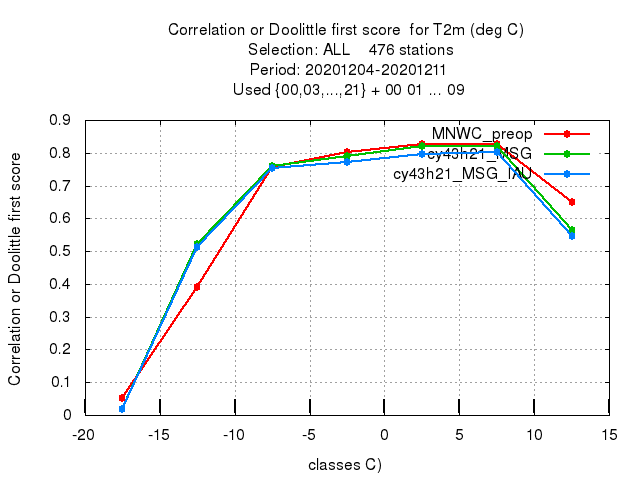 Correlation or Doolittle first score  for T2m (deg C)
Selection: ALL    476 stations
Period: 20201204-20201211
Used {00,03,...,21} + 00 01 ... 09
MNWC_preop
cy43h21_MSG
cy43h21_MSG_IAU
Correlation or Doolittle first score
0.9
0.8
0.7
0.6
0.5
0.4
0.3
0.2
0.1
0
-20 -15 -10 -5 0 5 10 15
classes C)